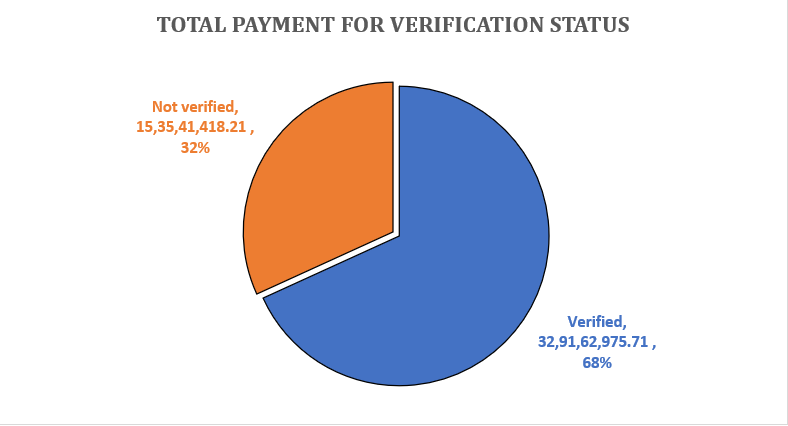 TOTAL PAYMENT FOR VERIFICATION STATUS
Not verified,
15,35,41,418.21 ,
32%
Verified,
32,91,62,975.71 ,
68%